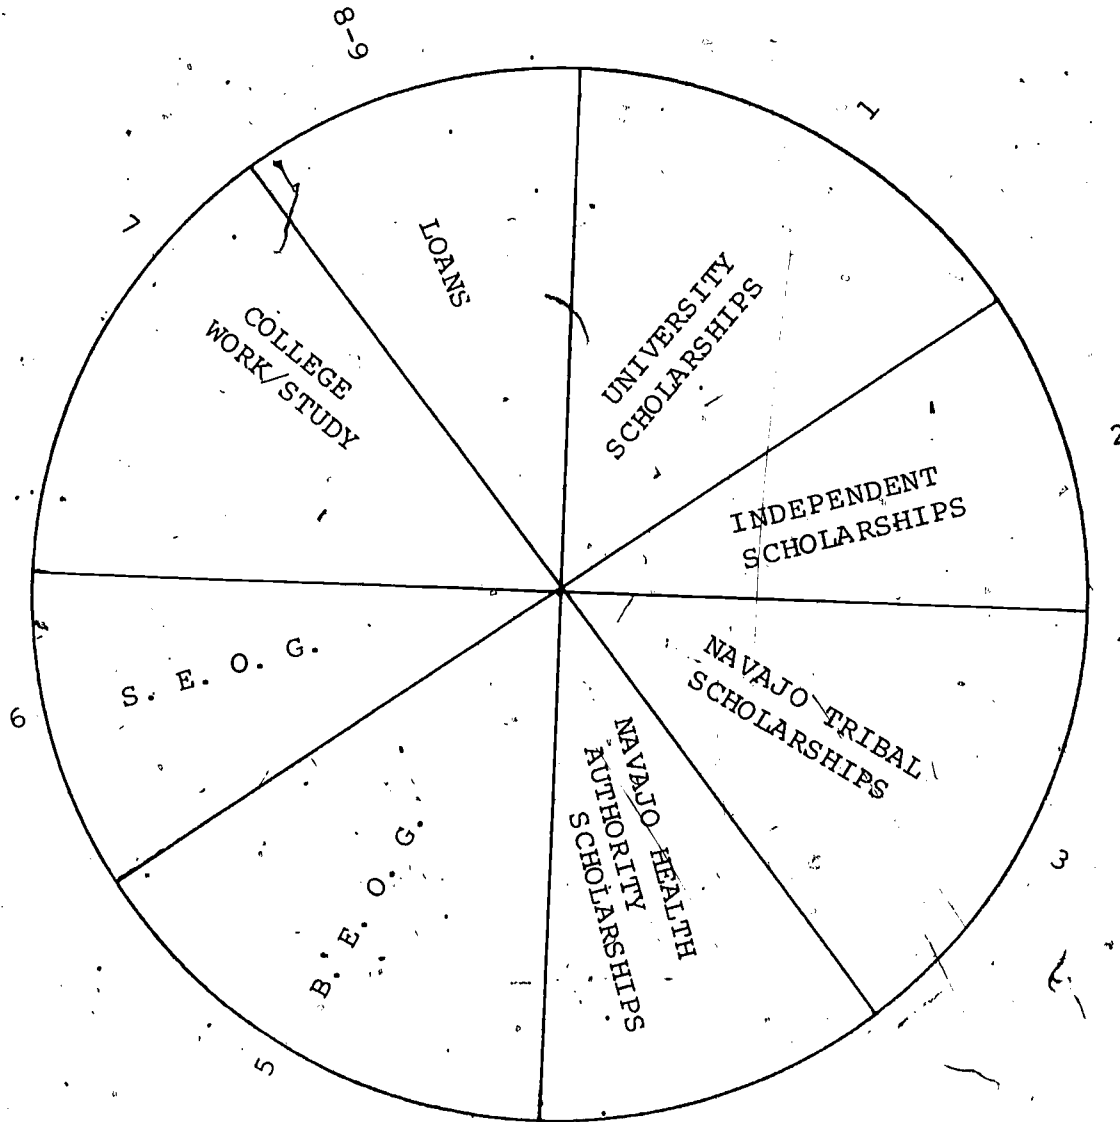 8-9
1
7
LOANS
UNIVERSITY
SCHOLARSHIPS
COLLEGE
WORK/STUDY
2
INDEPENDENT
SCHOLARSHIPS
NAVAJO TRIBAL
SCHOLARSHIPS
S. E. O. G.
6
NAVAJO HEALTH
AUTHORITY
SCHOLARSHIPS
3
B. E. O. G.
5